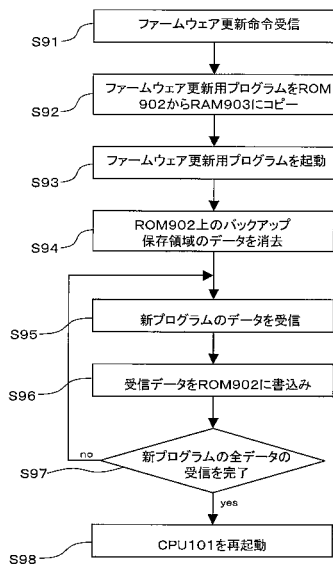 S91
ファームウェア更新命令受信
S92
ファームウェア更新用プログラムをROM
902からRAM903にコピー
S93
ファームウェア更新用プログラムを起動
S94
ROM902上のバックアップ
保存領域のデータを消去
S95
新プログラムのデータを受信
S96
受信データをROM902に書込み
no
S97
新プログラムの全データの
受信を完了
yes
S98
CPU101を再起動